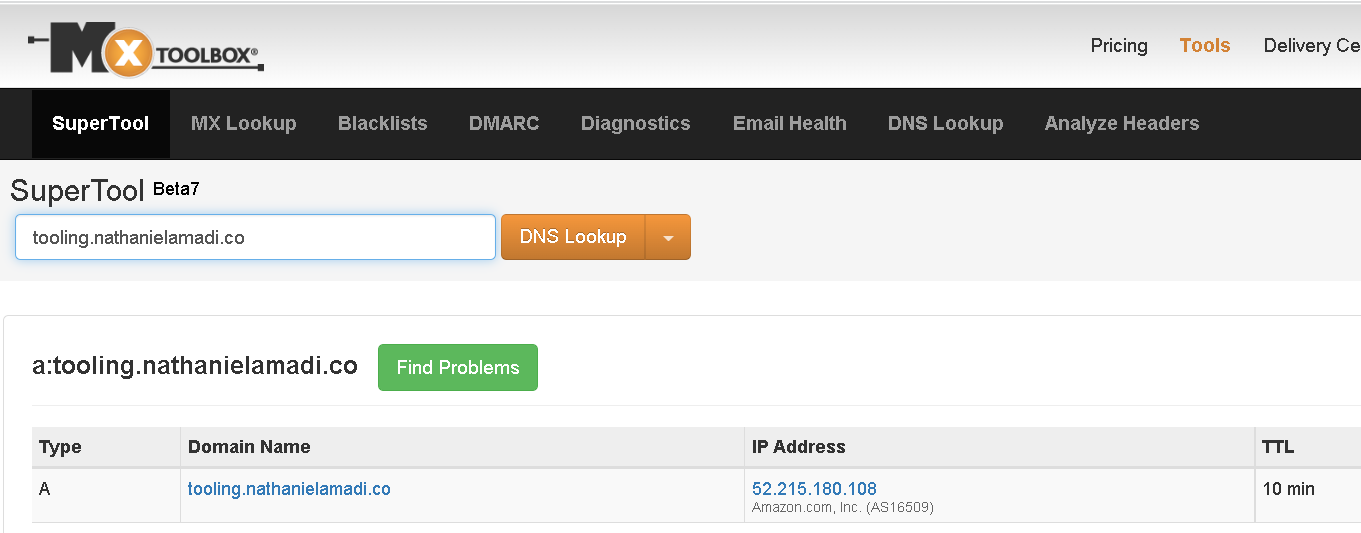 MX TOOLBOX®
Pricing Tools Delivery Ce
SuperTool MX Lookup Blacklists DMARC Diagnostics Email Health DNS Lookup Analyze Headers
SuperTool Beta7
tooling.nathanielamadi.co DNS Lookup
a:tooling.nathanielamadi.co Find Problems
Type Domain Name IP Address TTL
A tooling.nathanielamadi.co 52.215.180.108 10 min
Amazon.com, Inc. (AS16509)